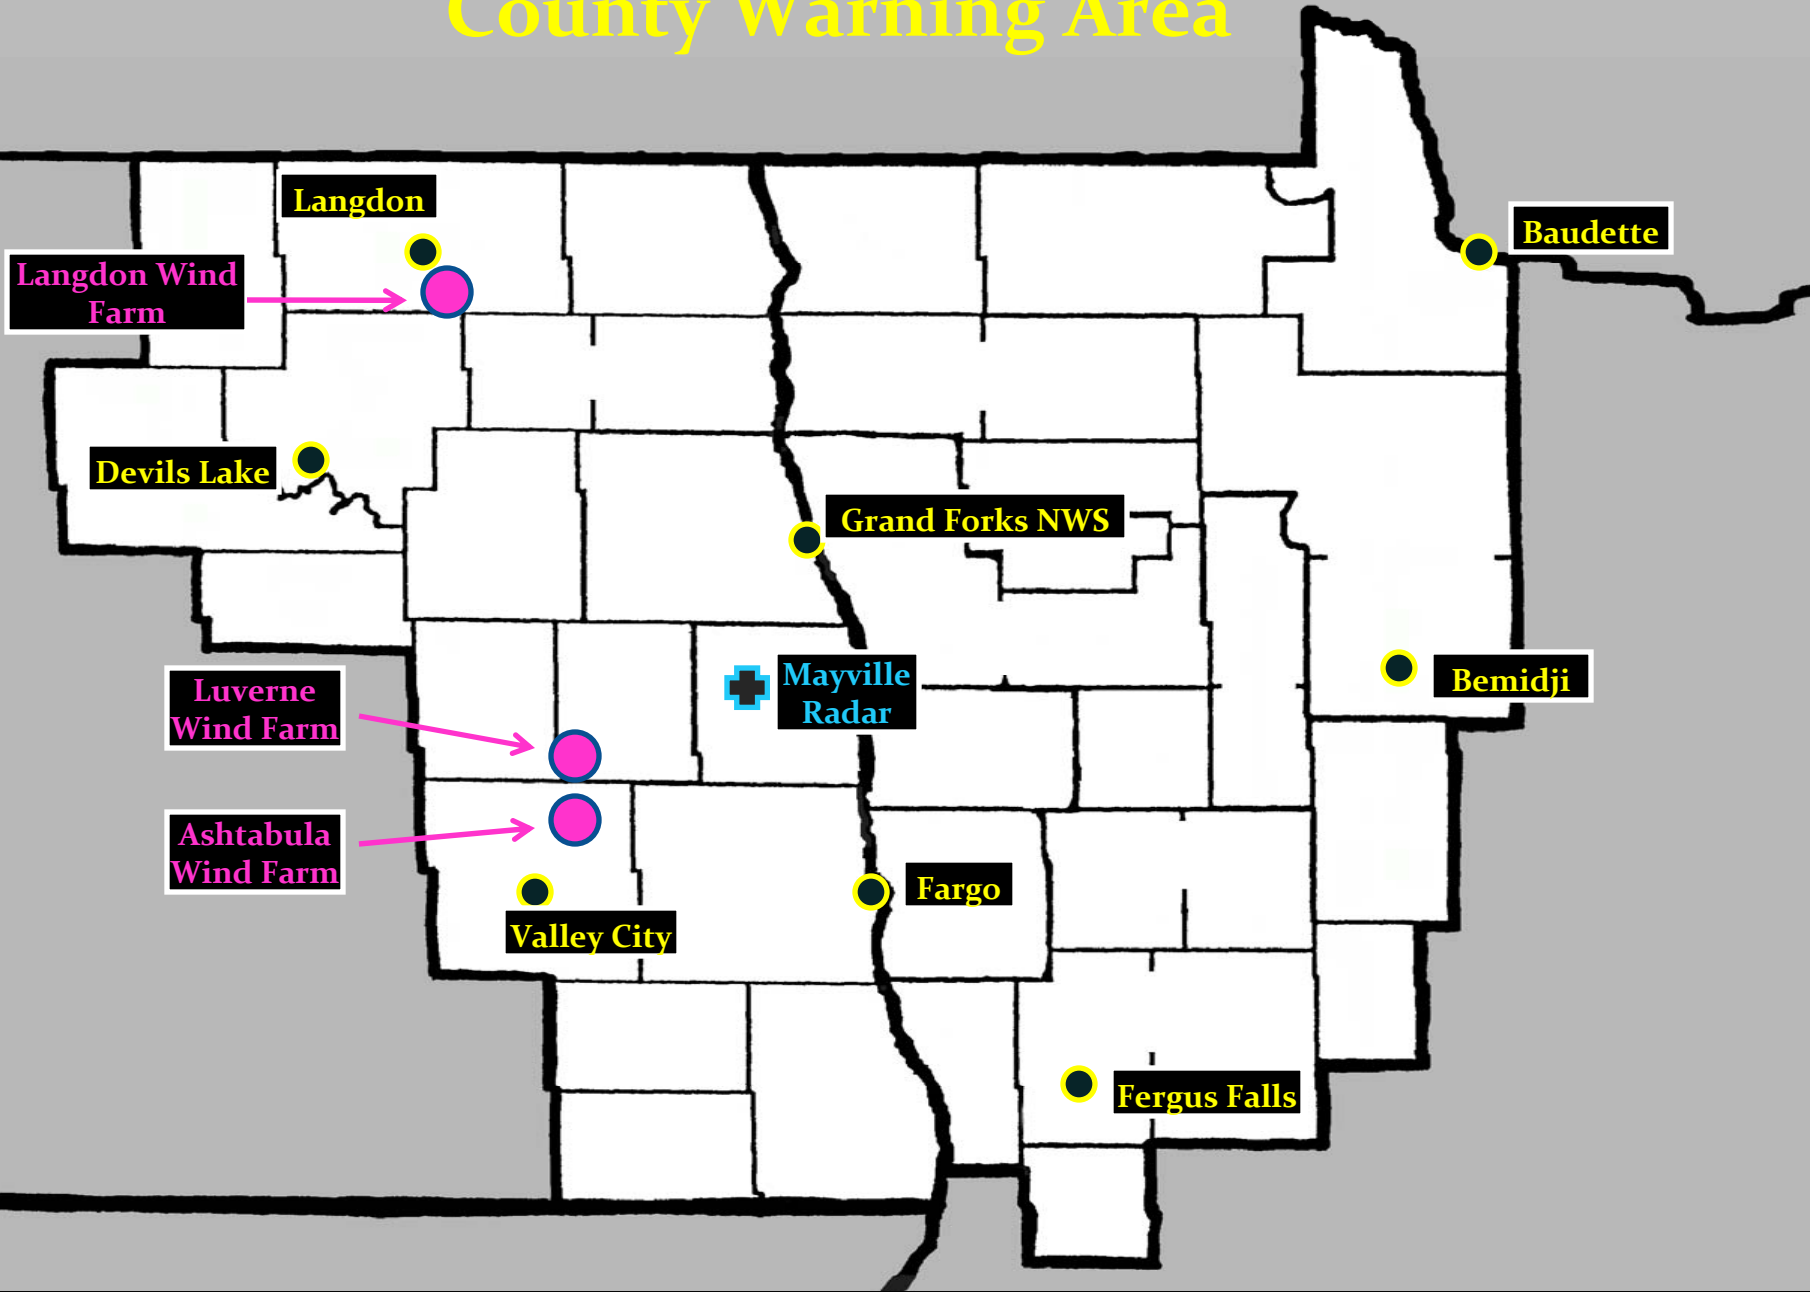 County Warning Area
Langdon
Langdon Wind
Farm
Baudette
Devils Lake
Grand Forks NWS
Mayville
Radar
Bemidji
Luverne
Wind Farm
Ashtabula
Wind Farm
Fargo
Valley City
Fergus Falls